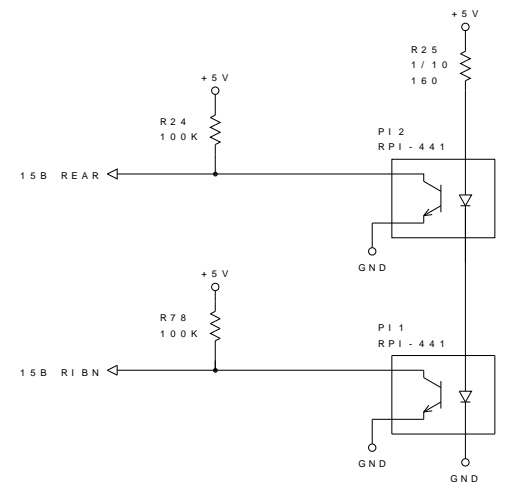 +5V
R25
1/10
160
+5V
R24
100K
PI2
RPI-441
15B REAR
GND
+5V
R78
100K
PI1
RPI-441
15B RIBN
GND
GND